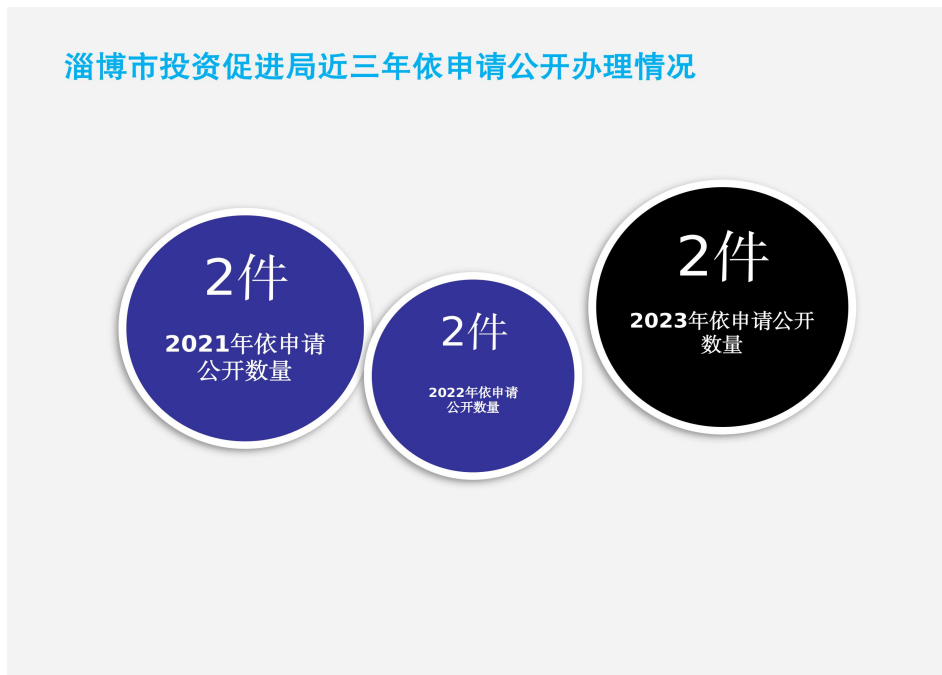 淄博市投资促进局近三年依申请公开办理情况
2件
2021年依申请
公开数量
2件
2022年依申请
公开数量
2件
2023年依申请公开
数量